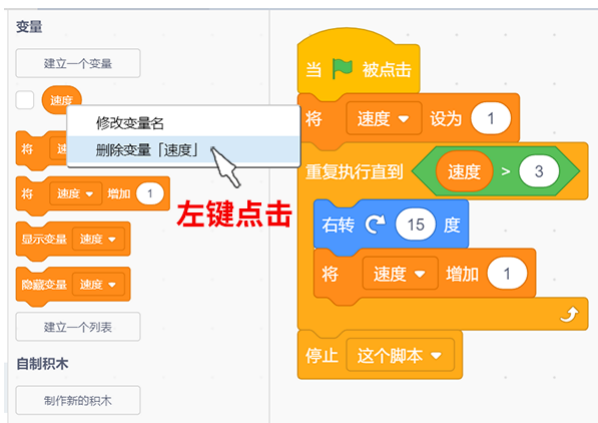 变量
建立一个变量
速度
修改变量名
删除变量「速度」
将 速
将 速度 增加 1
左键点击
显示变量 速度
隐藏变量 速度
建立一个列表
自制积木
制作新的积木
当 被点击
将 速度 设为 1
重复执行直到 速度 > 3
右转 15 度
将 速度 增加 1
停止 这个脚本